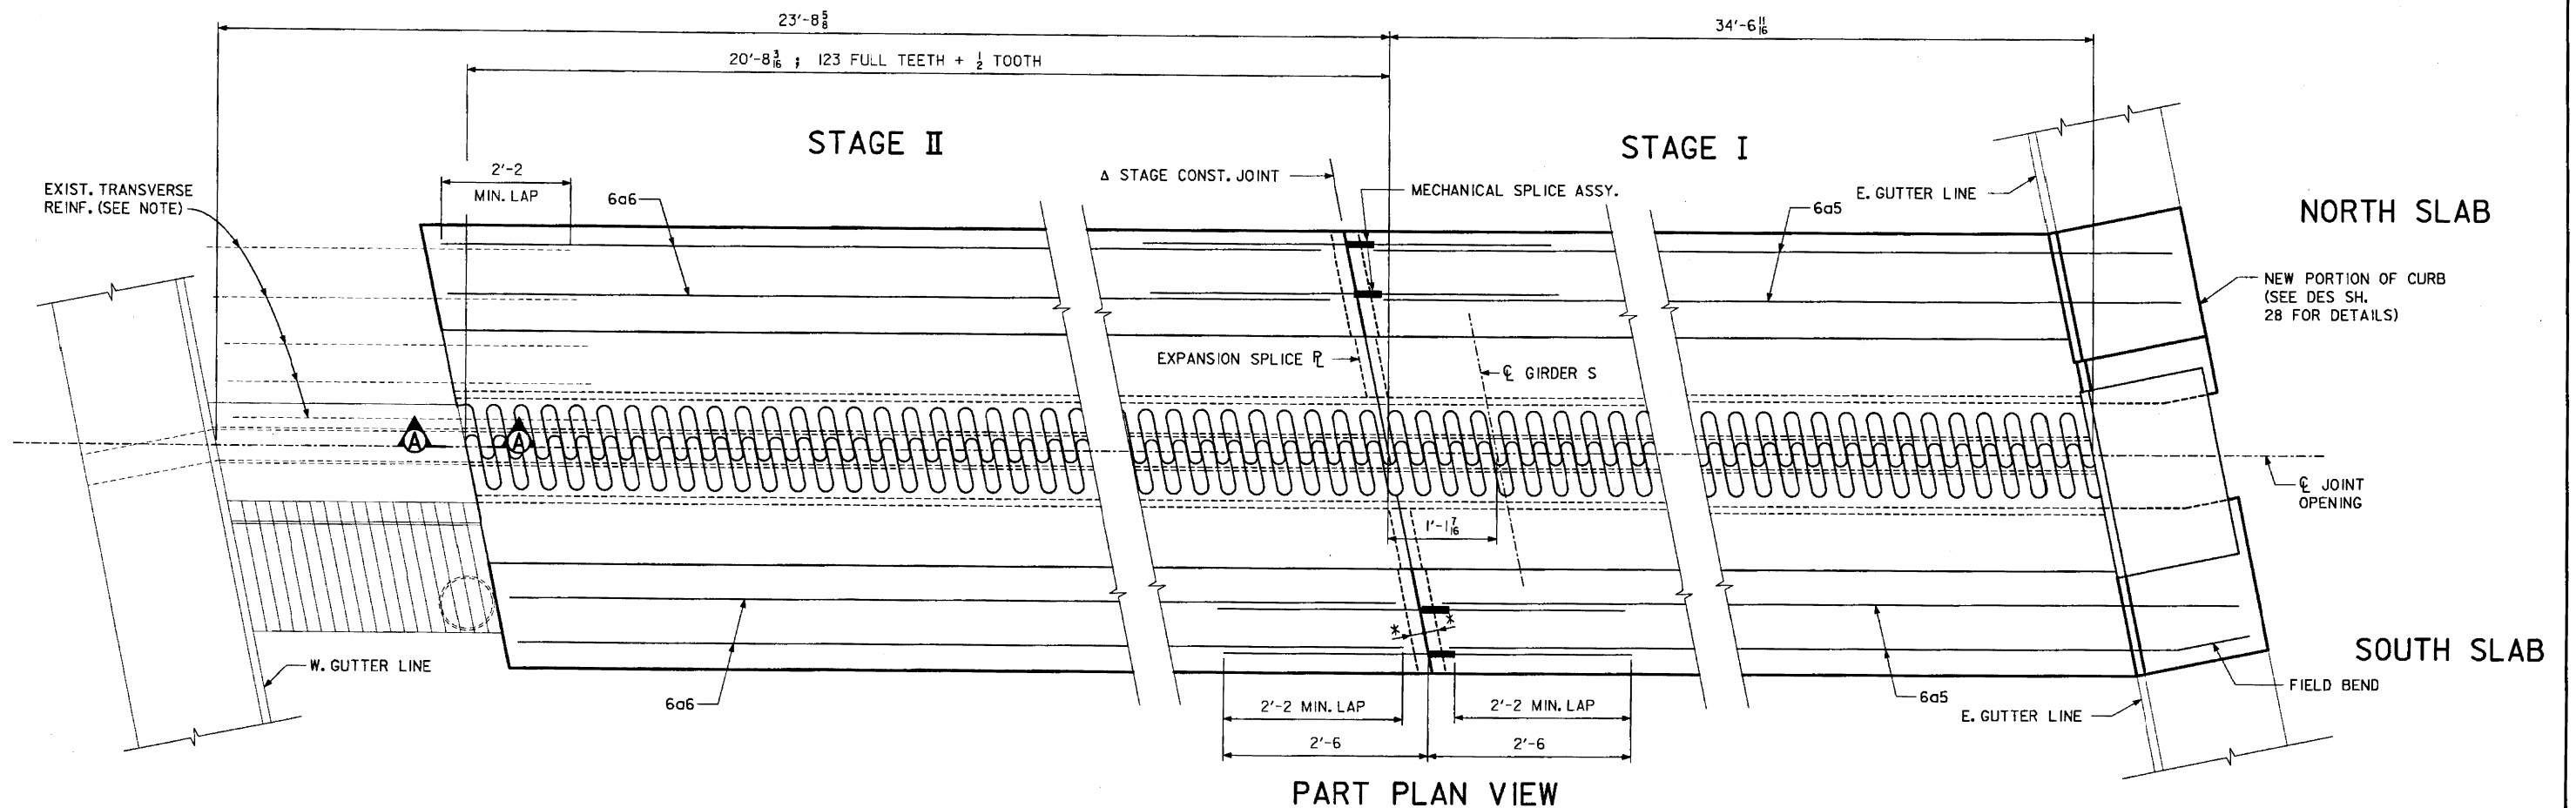 23'-8 5/8
34'-6 11/16
20'-8 3/16 ; 123 FULL TEETH + 1/2 TOOTH
STAGE II
STAGE I
2'-2
MIN. LAP
EXIST. TRANSVERSE
REINF. (SEE NOTE)
6a6
Δ STAGE CONST. JOINT
MECHANICAL SPLICE ASSY.
6a5
E. GUTTER LINE
NORTH SLAB
NEW PORTION OF CURB
(SEE DES SH.
28 FOR DETAILS)
EXPANSION SPLICE PL
CL GIRDER S
A
A
CL JOINT
OPENING
1'-1 7/16
* *
W. GUTTER LINE
6a6
2'-2 MIN. LAP
2'-2 MIN. LAP
2'-6
2'-6
6a5
E. GUTTER LINE
FIELD BEND
SOUTH SLAB
PART PLAN VIEW